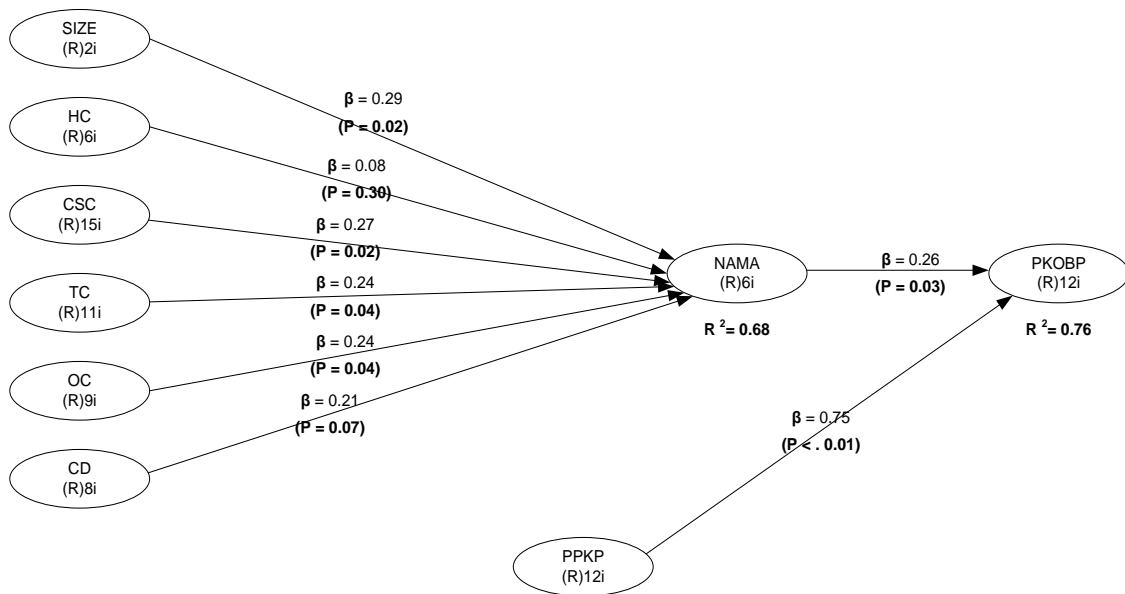 SIZE
(R)2i
β = 0.29
(P = 0.02)
HC
(R)6i
β = 0.08
(P = 0.30)
CSC
(R)15i
β = 0.27
(P = 0.02)
TC
(R)11i
β = 0.24
(P = 0.04)
OC
(R)9i
β = 0.24
(P = 0.04)
CD
(R)8i
β = 0.21
(P = 0.07)
NAMA
(R)6i
R ²= 0.68
β = 0.26
(P = 0.03)
PKOBP
(R)12i
R ²= 0.76
β = 0.75
(P < . 0.01)
PPKP
(R)12i